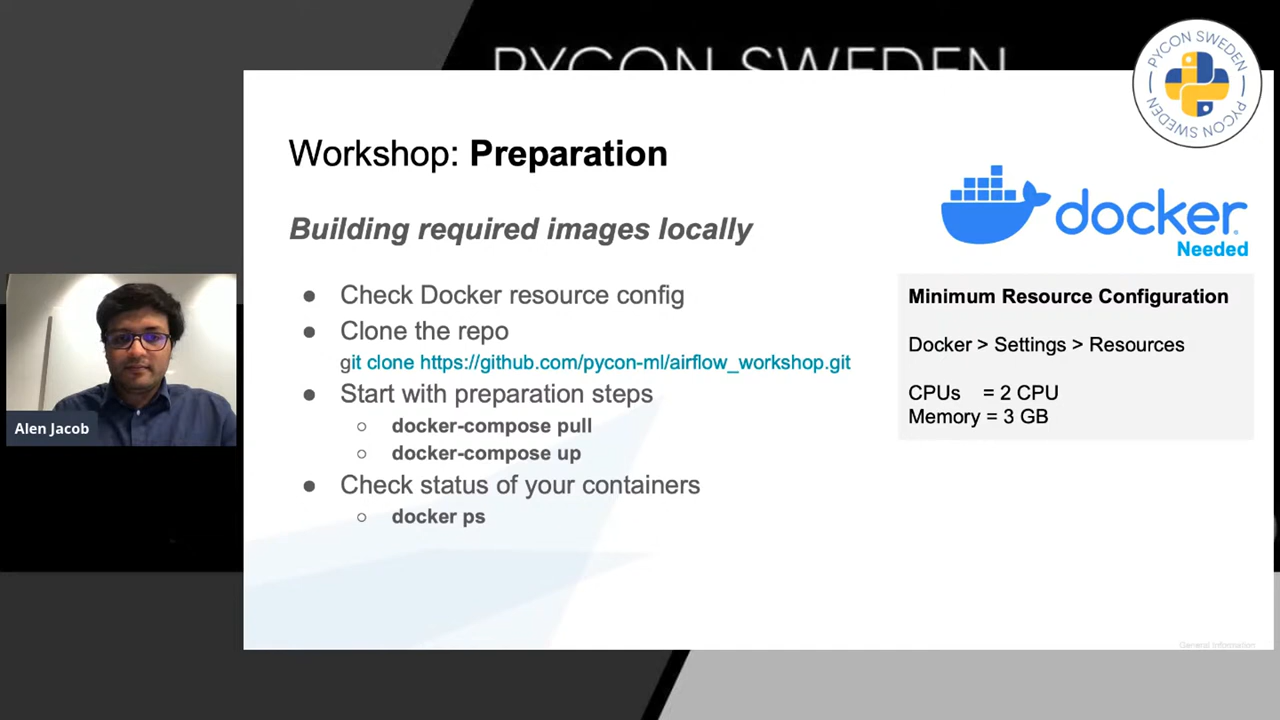 PYCON SWEDEN
PYCON SWEDEN
PYCON SWEDEN
Workshop: Preparation
docker
Needed
Building required images locally
Check Docker resource config
Clone the repo
git clone https://github.com/pycon-ml/airflow_workshop.git
Start with preparation steps
docker-compose pull
docker-compose up
Check status of your containers
docker ps
Minimum Resource Configuration
Docker > Settings > Resources
CPUs = 2 CPU
Memory = 3 GB
Alen Jacob
General Information